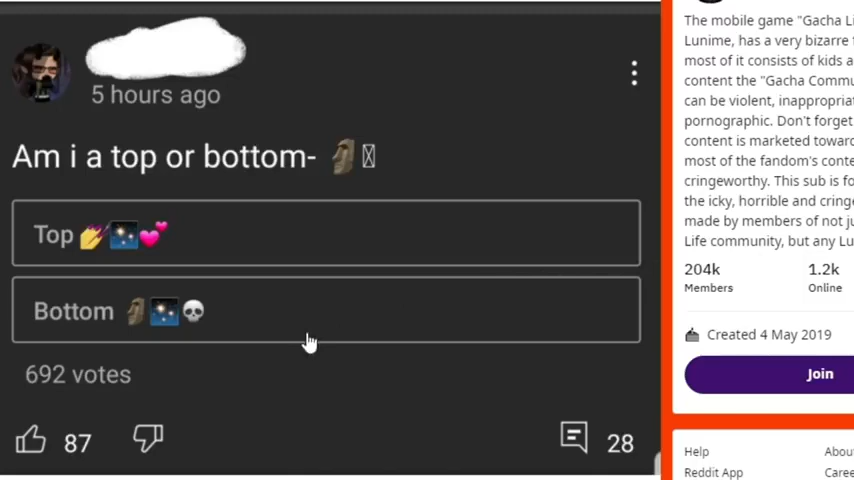 5 hours ago
Am i a top or bottom- 🗿
Top 💅🌌💕
Bottom 🗿🌌💀
692 votes
87
28
The mobile game "Gacha Li
Lunime, has a very bizarre f
most of it consists of kids a
content the "Gacha Commu
can be violent, inappropriat
pornographic. Don't forget
content is marketed towar
most of the fandom's conte
cringeworthy. This sub is fo
the icky, horrible and cring
made by members of not ju
Life community, but any Lu
204k 1.2k
Members Online
Created 4 May 2019
Join
Help Abou
Reddit App Caree